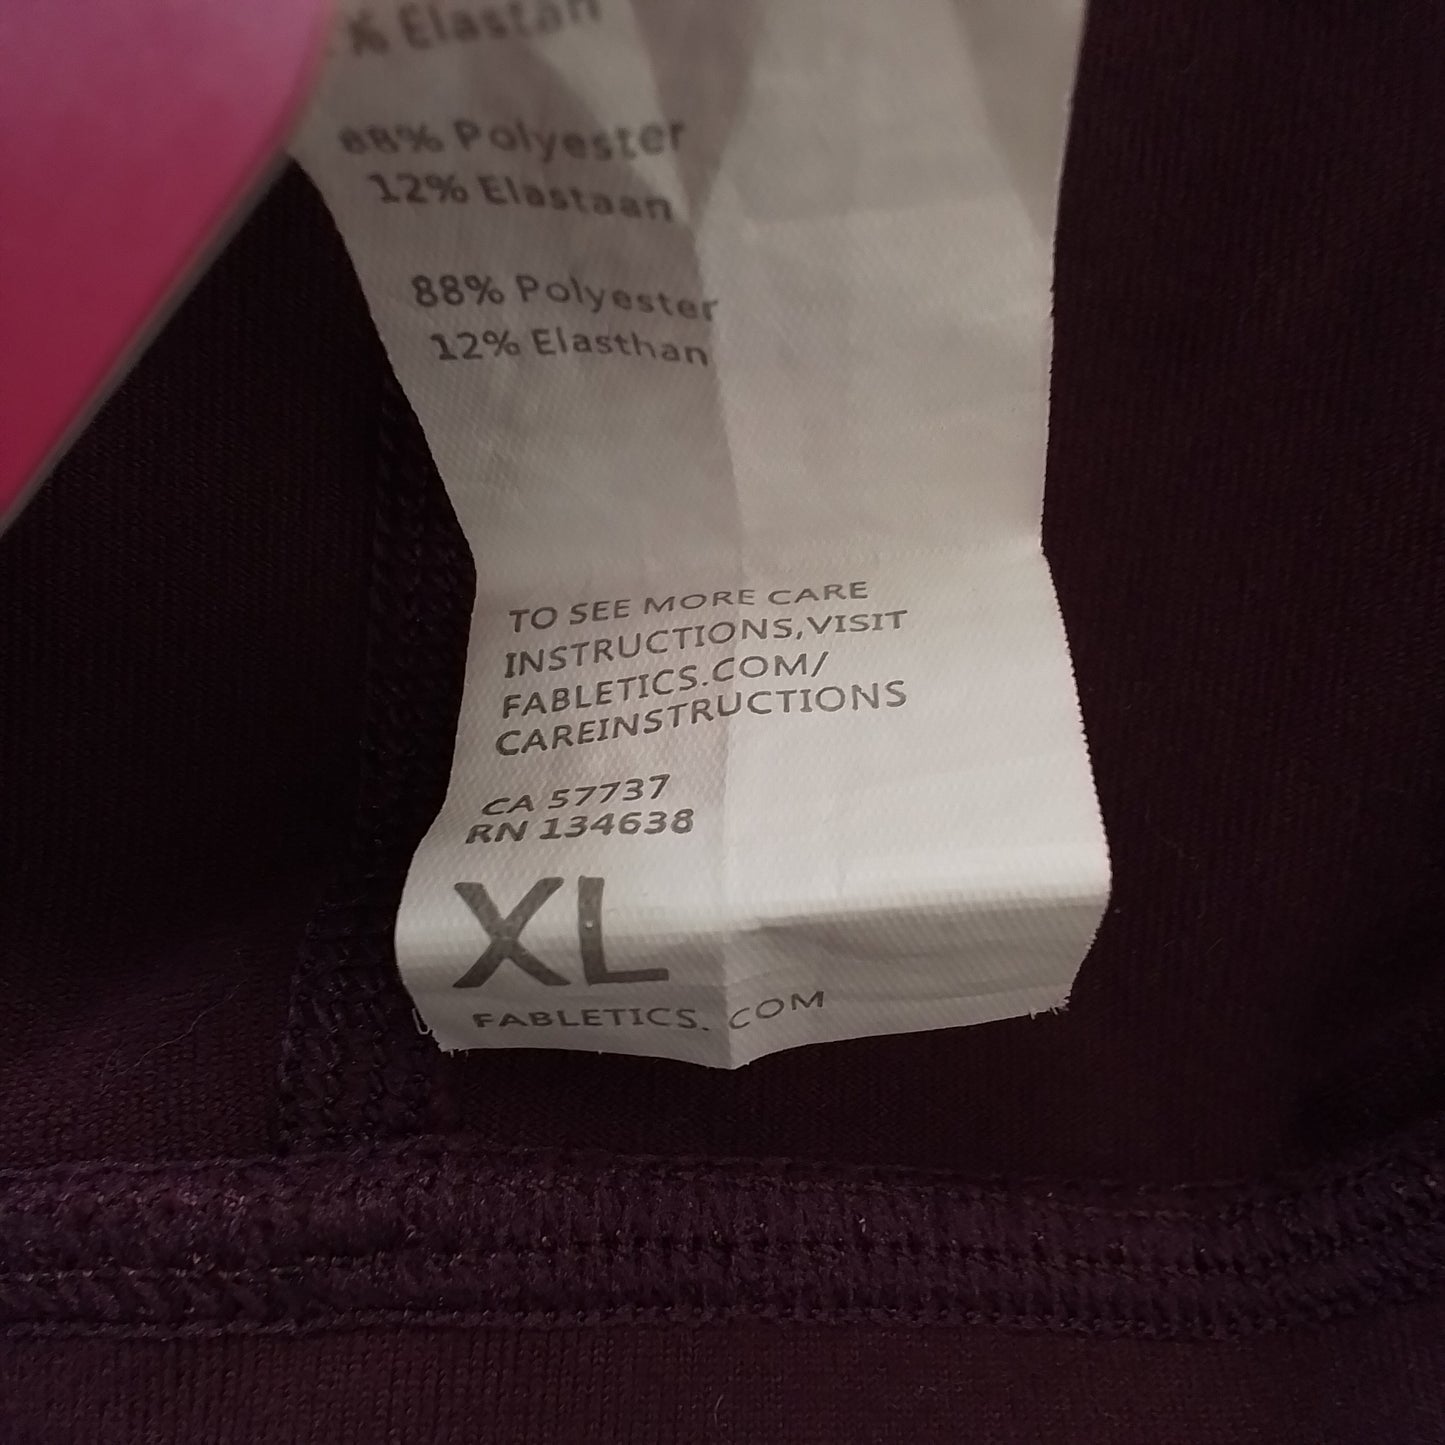 % Elastan
88% Polyester
12% Elastaan
88% Polyester
12% Elasthan
TO SEE MORE CARE
INSTRUCTIONS,VISIT
FABLETICS.COM/
CAREINSTRUCTIONS
CA 57737
RN 134638
XL
FABLETICS. COM